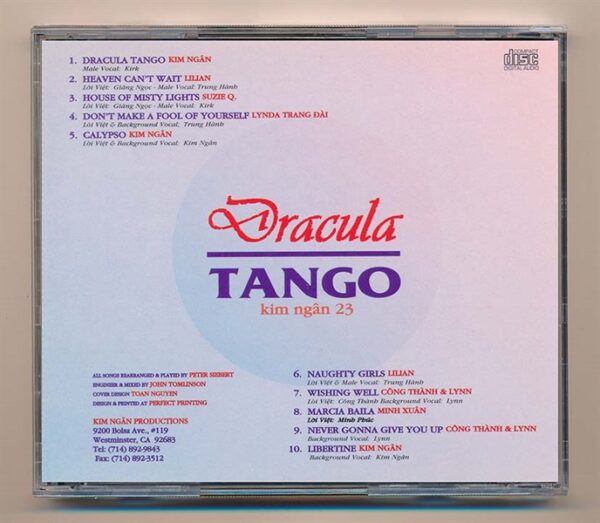 1. DRACULA TANGO KIM NGÂN
Male Vocal: Kirk
2. HEAVEN CAN'T WAIT LILIAN
Lời Việt: Giáng Ngọc - Male Vocal: Trung Hành
3. HOUSE OF MISTY LIGHTS SUZIE Q.
Lời Việt: Giáng Ngọc - Male Vocal: Kirk
4. DON'T MAKE A FOOL OF YOURSELF LYNDA TRANG ĐÀI
Lời Việt & Background Vocal: Trung Hành
5. CALYPSO KIM NGÂN
Lời Việt & Background Vocal: Kim Ngân
COMPACT
disc
DIGITAL AUDIO
Dracula
TANGO
kim ngân 23
ALL SONGS REARRANGED & PLAYED BY PETER SIEBERT
ENGINEER & MIXED BY JOHN TOMLINSON
COVER DESIGN TOAN NGUYEN
DESIGN & PRINTED AT PERFECT PRINTING
KIM NGÂN PRODUCTIONS
9200 Bolsa Ave., #119
Westminster, CA 92683
Tel: (714) 892-9843
Fax: (714) 892-3512
6. NAUGHTY GIRLS LILIAN
Lời Việt & Male Vocal: Trung Hành
7. WISHING WELL CÔNG THÀNH & LYNN
Lời Việt: Công Thành Background Vocal: Lynn
8. MARCIA BAILA MINH XUÂN
Lời Việt: Minh Phúc
9. NEVER GONNA GIVE YOU UP CÔNG THÀNH & LYNN
Background Vocal: Lynn
10. LIBERTINE KIM NGÂN
Background Vocal: Kim Ngân